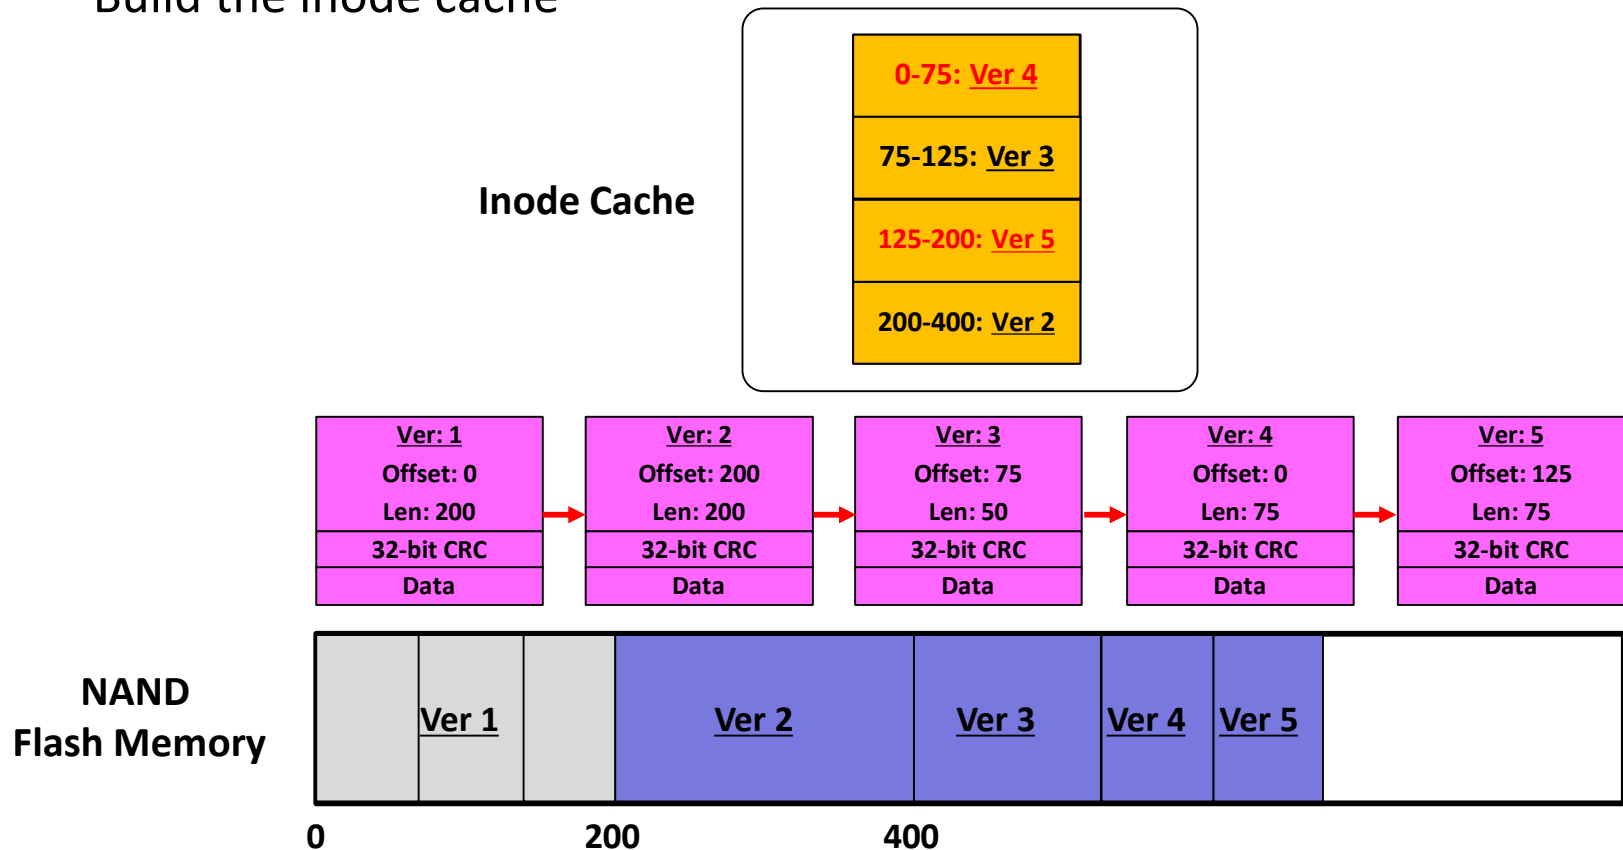 Build the inode cache
0-75: Ver 4
75-125: Ver 3
Inode Cache
125-200: Ver 5
200-400: Ver 2
Ver: 1
Offset: 0
Len: 200
32-bit CRC
Data
Ver: 2
Offset: 200
Len: 200
32-bit CRC
Data
Ver: 3
Offset: 75
Len: 50
32-bit CRC
Data
Ver: 4
Offset: 0
Len: 75
32-bit CRC
Data
Ver: 5
Offset: 125
Len: 75
32-bit CRC
Data
NAND
Flash Memory
Ver 1
Ver 2
Ver 3
Ver 4
Ver 5
0
200
400